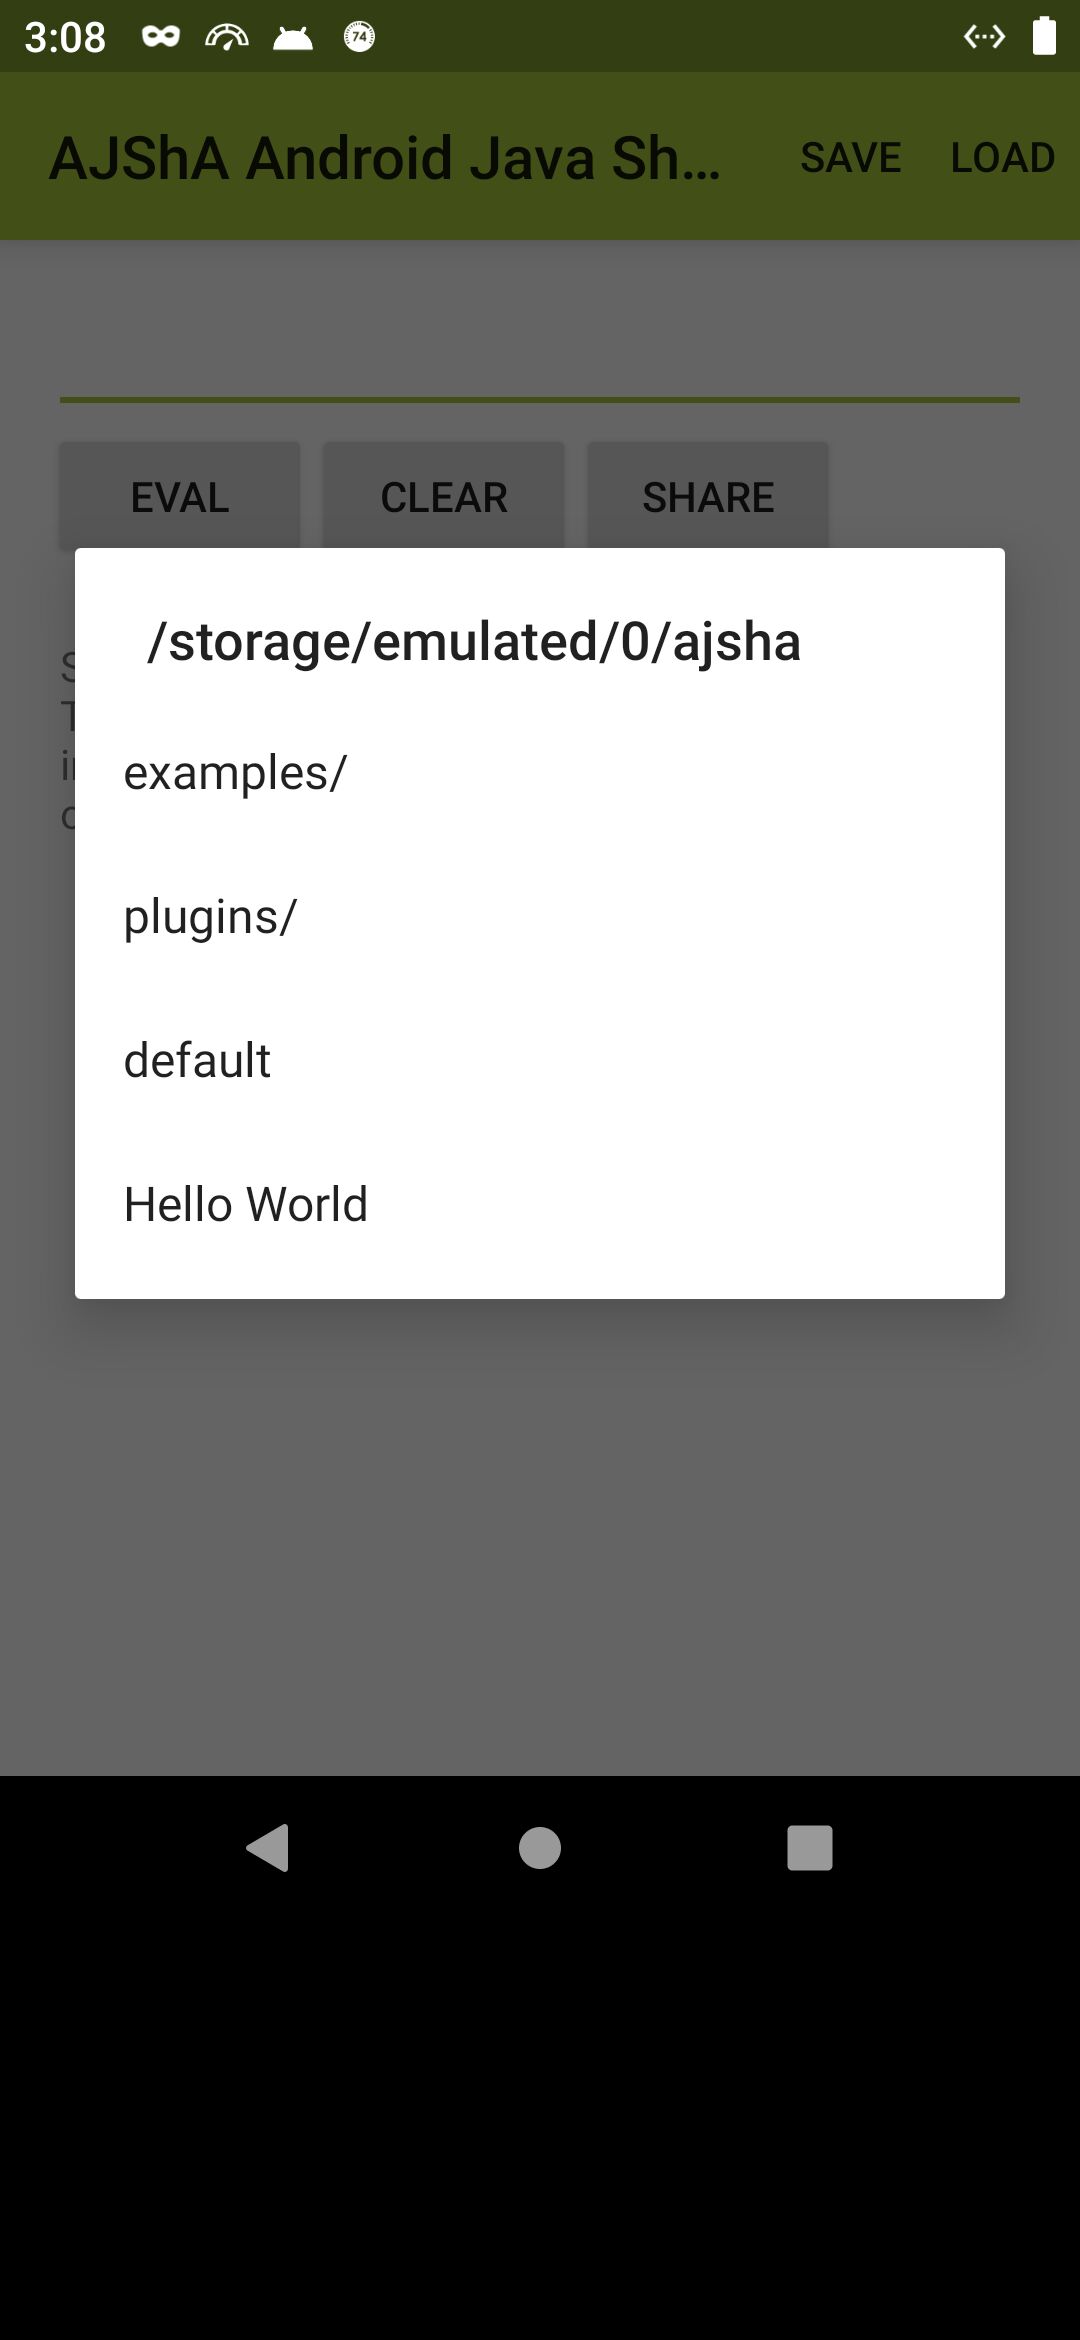 3:08
74
AJShA Android Java Sh...
SAVE
LOAD
EVAL
CLEAR
SHARE
/storage/emulated/0/ajsha
examples/
plugins/
default
Hello World